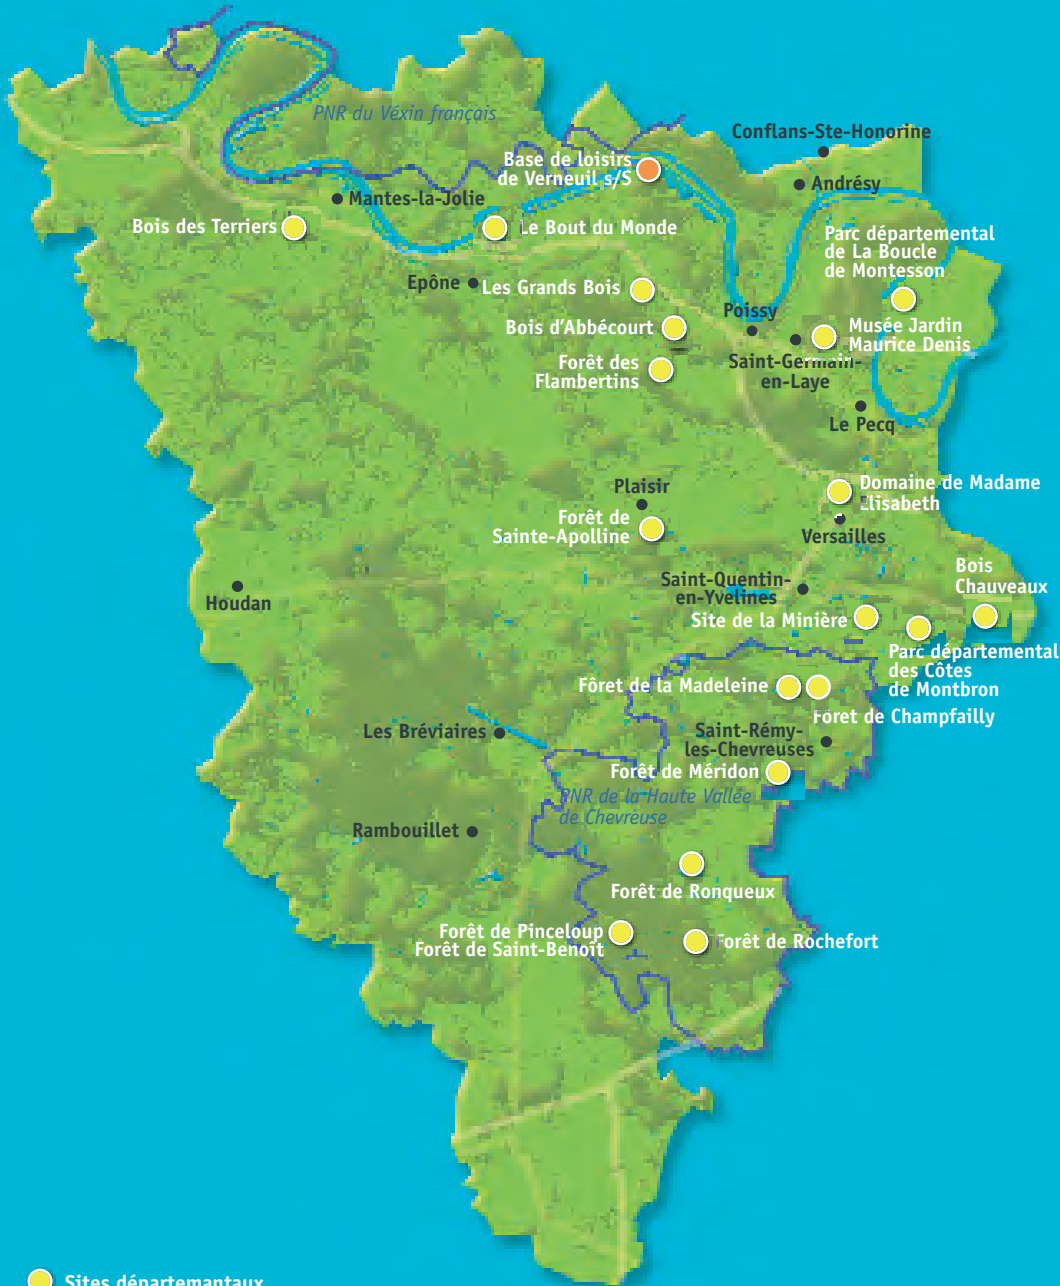 PNR du Véxin français
Conflans-Ste-Honorine
Base de loisirs
de Verneuil s/S
Andrésy
Mantes-la-Jolie
Bois des Terriers
Le Bout du Monde
Parc départemental
de La Boucle
de Montesson
Epône
Les Grands Bois
Poissy
Bois d'Abbécourt
Musée Jardin
Maurice Denis
Saint-Germain-
en-Laye
Forêt des
Flambertins
Le Pecq
Plaisir
Domaine de Madame
Elisabeth
Forêt de
Sainte-Apolline
Versailles
Bois
Chauveaux
Saint-Quentin-
en-Yvelines
Houdan
Site de la Minière
Parc départemental
des Côtes
de Montbron
Fôret de la Madeleine
Fôret de Champfailly
Les Bréviaires
Saint-Rémy-
les-Chevreuses
Forêt de Méridon
PNR de la Haute Vallée
de Chevreuse
Rambouillet
Forêt de Ronqueux
Forêt de Pinceloup
Forêt de Saint-Benoît
Forêt de Rochefort
Sites départemantaux